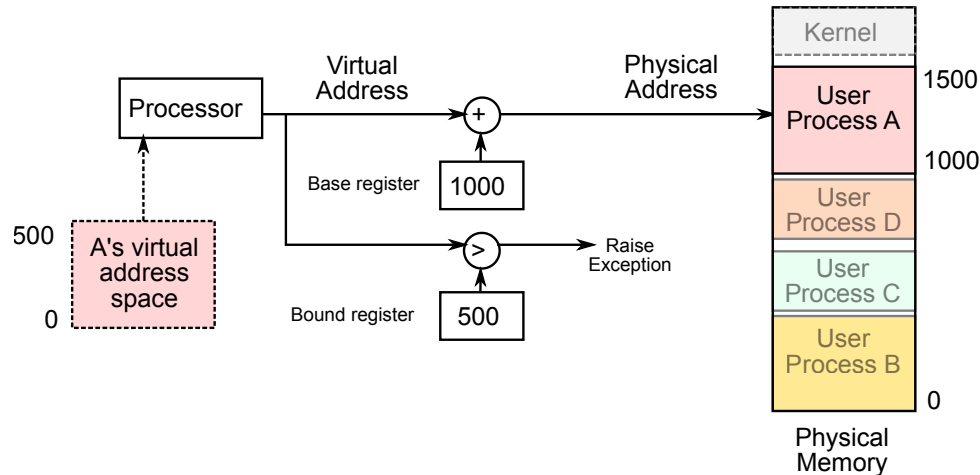 Kernel
Virtual
Address
Physical
Address
1500
Processor
+
User
Process A
1000
Base register
1000
500
A's virtual
address
space
0
>
Raise
Exception
User
Process D
Bound register
500
User
Process C
User
Process B
0
Physical
Memory